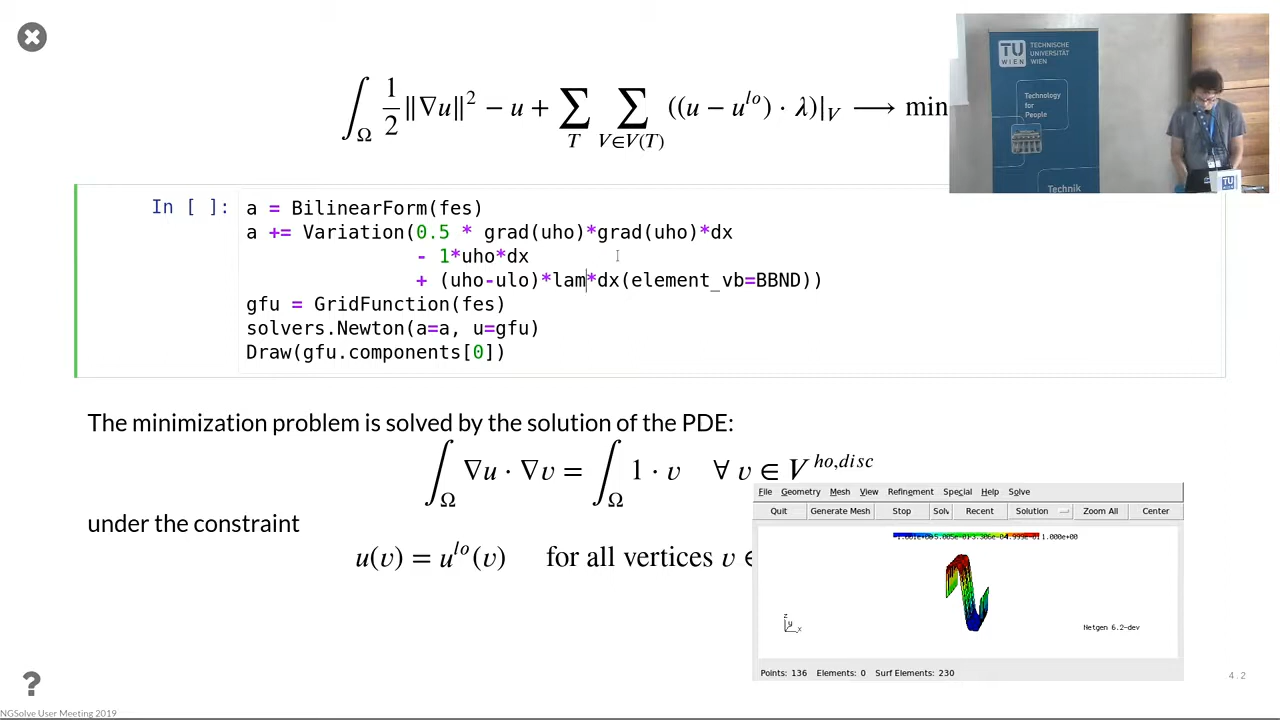 ∫_Ω 1/2 ‖∇u‖² − u + ∑_T ∑_{V∈V(T)} ((u − u^{lo}) · λ)|_V ⟶ min
TU
WIEN
TECHNISCHE
UNIVERSITÄT
WIEN
Technology
for
People
Technik
TU
In [ ]:
a = BilinearForm(fes)
a += Variation(0.5 * grad(uho)*grad(uho)*dx
- 1*uho*dx
+ (uho-ulo)*lam*dx(element_vb=BBND))
gfu = GridFunction(fes)
solvers.Newton(a=a, u=gfu)
Draw(gfu.components[0])
The minimization problem is solved by the solution of the PDE:
∫_Ω ∇u · ∇v = ∫_Ω 1 · v ∀ v ∈ V^{ho,disc}
under the constraint
u(v) = u^{lo}(v) for all vertices v ∈
File Geometry Mesh View Refinement Special Help Solve
Quit Generate Mesh Stop Solv Recent Solution Zoom All Center
z
y
x
Netgen 6.2-dev
Points: 136 Elements: 0 Surf Elements: 230
?
4.2
NGSolve User Meeting 2019